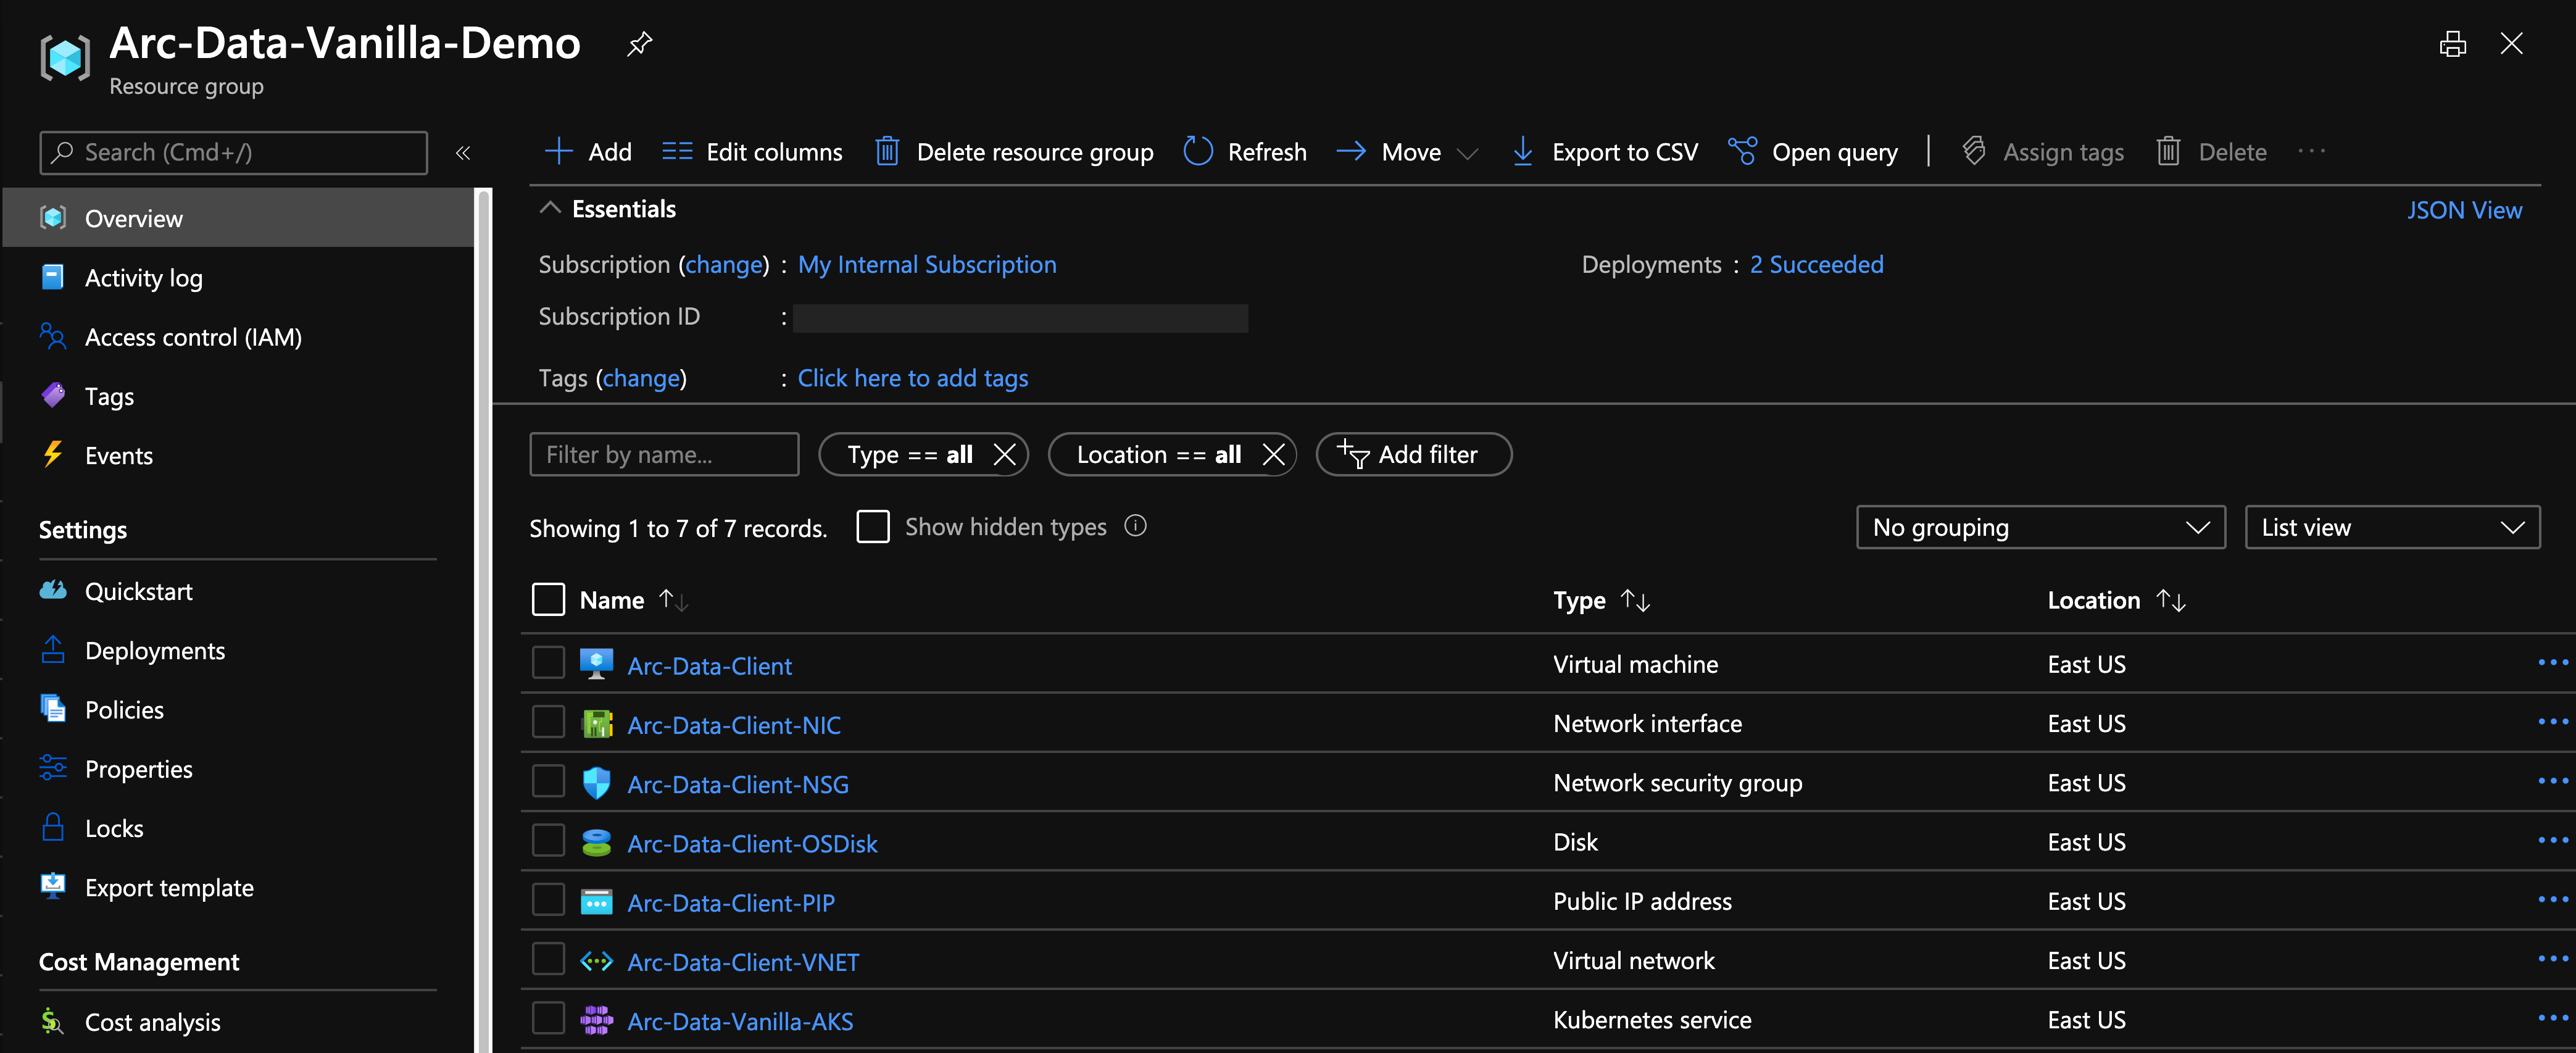 Arc-Data-Vanilla-Demo
Resource group
Search (Cmd+/)
«
Overview
Activity log
Access control (IAM)
Tags
Events
Settings
Quickstart
Deployments
Policies
Properties
Locks
Export template
Cost Management
Cost analysis
Add Edit columns Delete resource group Refresh Move Export to CSV Open query Assign tags Delete ...
Essentials JSON View
Subscription (change) : My Internal Subscription Deployments : 2 Succeeded
Subscription ID :
Tags (change) : Click here to add tags
Filter by name... Type == all Location == all Add filter
Showing 1 to 7 of 7 records. Show hidden types No grouping List view
Name Type Location
Arc-Data-Client Virtual machine East US ...
Arc-Data-Client-NIC Network interface East US ...
Arc-Data-Client-NSG Network security group East US ...
Arc-Data-Client-OSDisk Disk East US ...
Arc-Data-Client-PIP Public IP address East US ...
Arc-Data-Client-VNET Virtual network East US ...
Arc-Data-Vanilla-AKS Kubernetes service East US ...